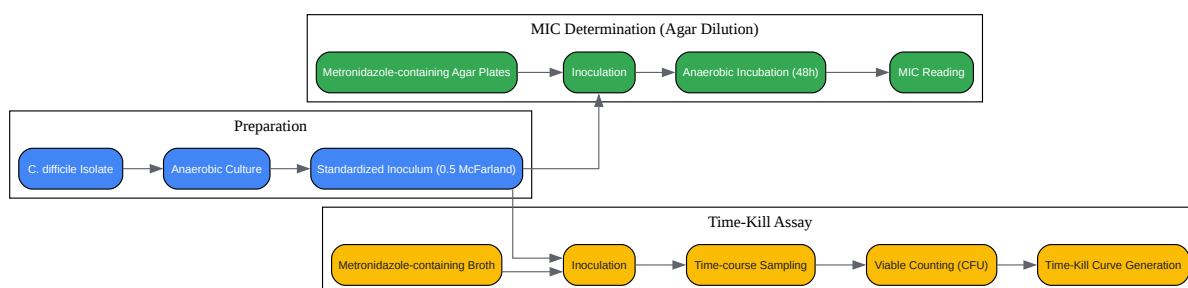 MIC Determination (Agar Dilution)
Metronidazole-containing Agar Plates
Inoculation
Anaerobic Incubation (48h)
MIC Reading
Preparation
C. difficile Isolate
Anaerobic Culture
Standardized Inoculum (0.5 McFarland)
Time-Kill Assay
Metronidazole-containing Broth
Inoculation
Time-course Sampling
Viable Counting (CFU)
Time-Kill Curve Generation